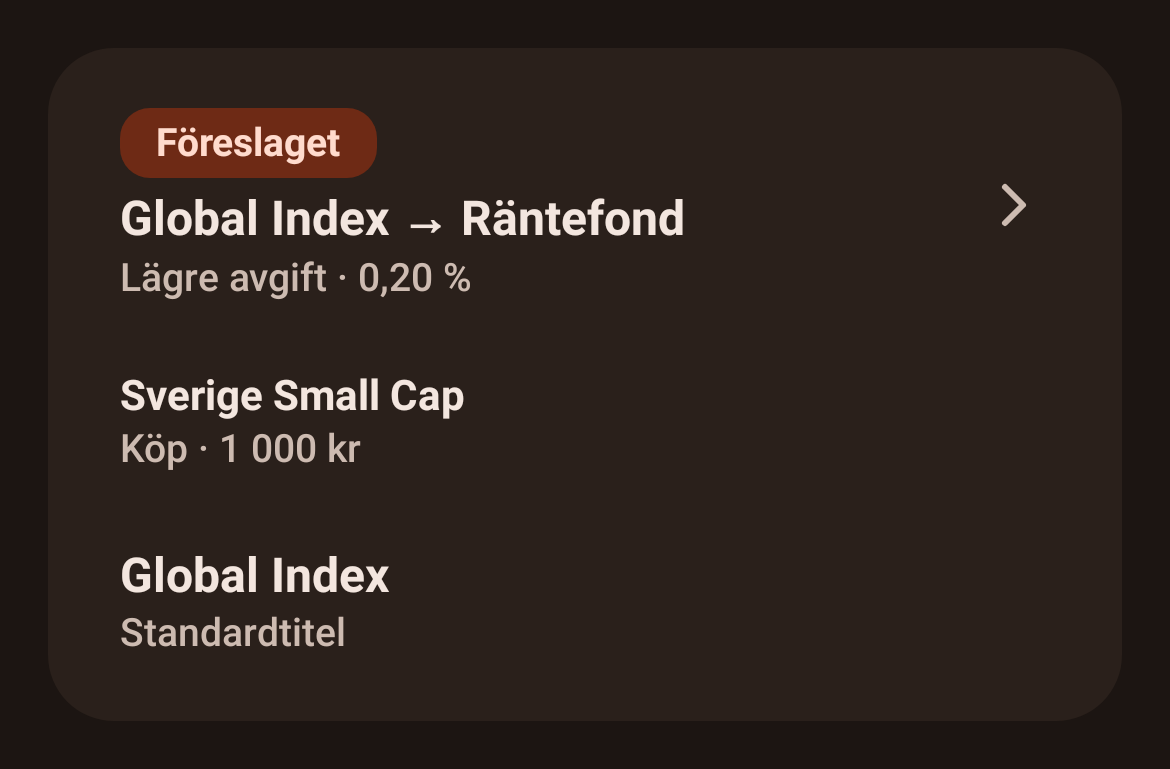 Föreslaget
Global Index → Räntefond
Lägre avgift · 0,20 %
Sverige Small Cap
Köp · 1 000 kr
Global Index
Standardtitel